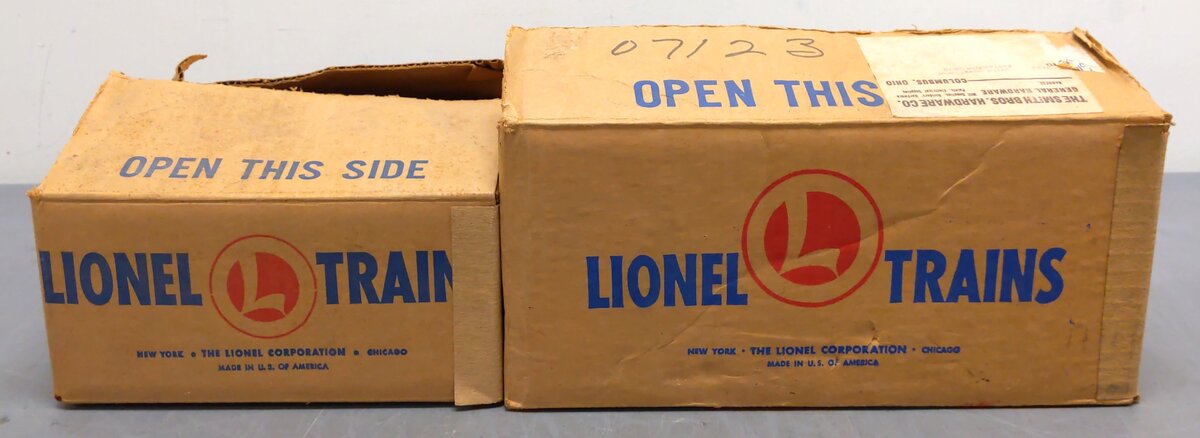 OPEN THIS SIDE
LIONEL L TRAIN
NEW YORK • THE LIONEL CORPORATION • CHICAGO
MADE IN U.S. OF AMERICA
07123
OPEN THIS
THE SMITH BROS. HARDWARE CO.
GENERAL HARDWARE
COLUMBUS, OHIO
LIONEL L TRAINS
NEW YORK • THE LIONEL CORPORATION • CHICAGO
MADE IN U. S. OF AMERICA